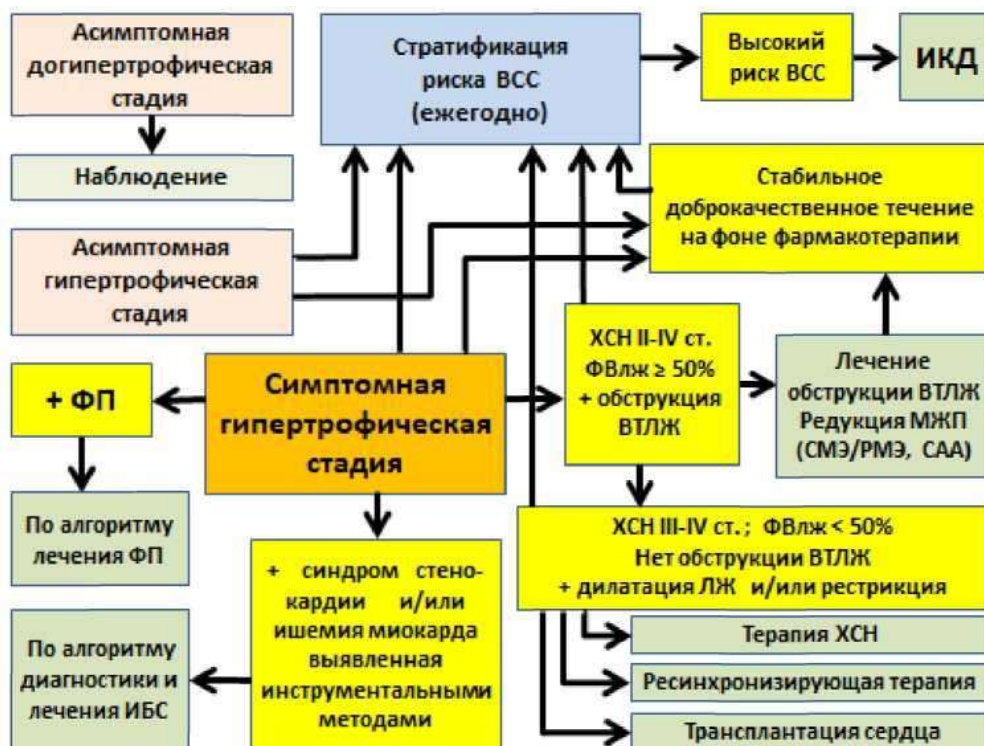 Асимптомная
догипертрофическая
стадия
Стратификация
риска ВСС
(ежегодно)
Высокий
риск ВСС
ИКД
Наблюдение
Стабильное
доброкачественное течение
на фоне фармакотерапии
Асимптомная
гипертрофическая
стадия
+ ФП
Симптомная
гипертрофическая
стадия
ХСН II-IV ст.
ФВлж ≥ 50%
+ обструкция
ВТЛЖ
Лечение
обструкции ВТЛЖ
Редукция МЖП
(СМЭ/РМЭ, САА)
По алгоритму
лечения ФП
+ синдром стено-
кардии и/или
ишемия миокарда
выявленная
инструментальными
методами
ХСН III-IV ст.; ФВлж < 50%
Нет обструкции ВТЛЖ
+ дилатация ЛЖ и/или рестрикция
По алгоритму
диагностики и
лечения ИБС
Терапия ХСН
Ресинхронизирующая терапия
Трансплантация сердца